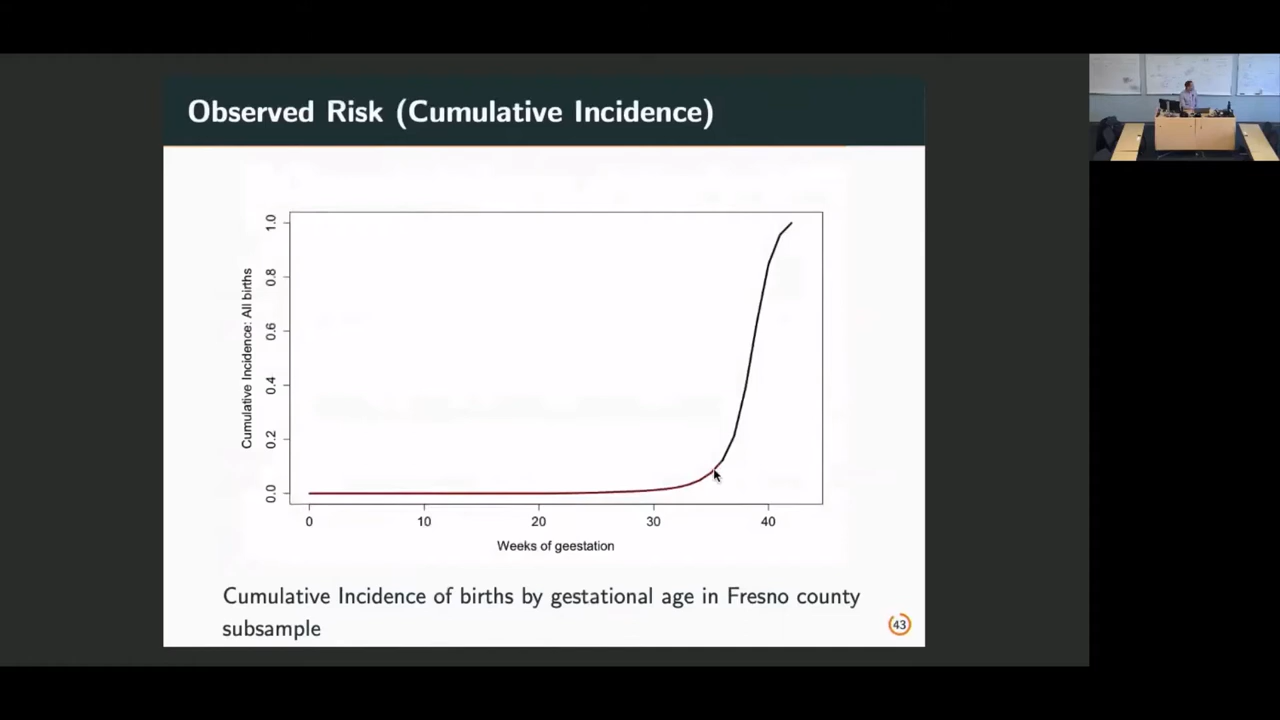 Observed Risk (Cumulative Incidence)
Cumulative Incidence: All births
1.0
0.8
0.6
0.4
0.2
0.0
0 10 20 30 40
Weeks of geestation
Cumulative Incidence of births by gestational age in Fresno county
subsample
43